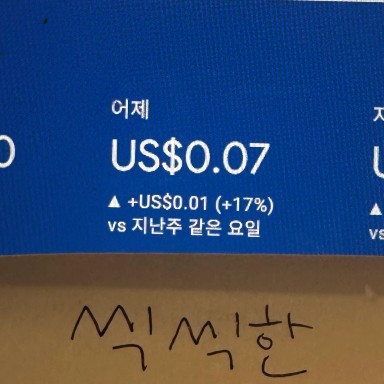 어제
US$0.07
▲ +US$0.01 (+17%)
vs 지난주 같은 요일
씩씩한